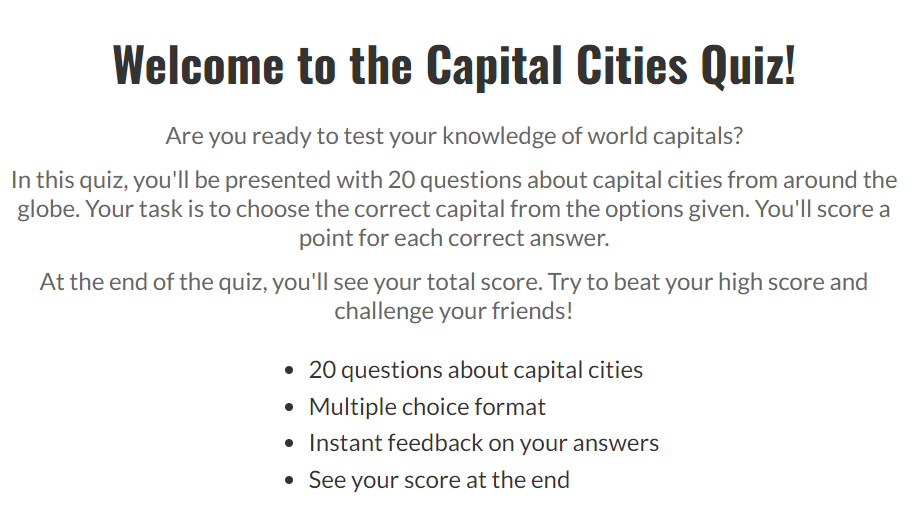 Welcome to the Capital Cities Quiz!
Are you ready to test your knowledge of world capitals?
In this quiz, you'll be presented with 20 questions about capital cities from around the
globe. Your task is to choose the correct capital from the options given. You'll score a
point for each correct answer.
At the end of the quiz, you'll see your total score. Try to beat your high score and
challenge your friends!
• 20 questions about capital cities
• Multiple choice format
• Instant feedback on your answers
• See your score at the end